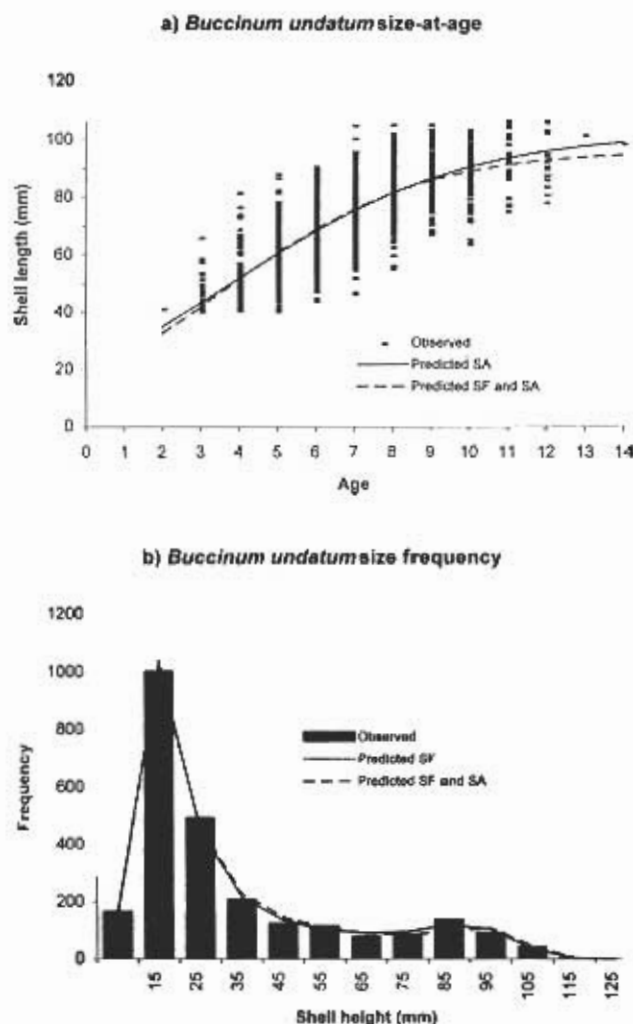 a) Buccinum undatum size-at-age
120
100
80
60
40
20
0
Shell length (mm)
Observed
Predicted SA
Predicted SF and SA
0 1 2 3 4 5 6 7 8 9 10 11 12 13 14
Age
b) Buccinum undatum size frequency
1200
1000
800
600
400
200
0
Frequency
Observed
Predicted SF
Predicted SF and SA
15 25 35 45 55 65 75 85 95 105 115 125
Shell height (mm)